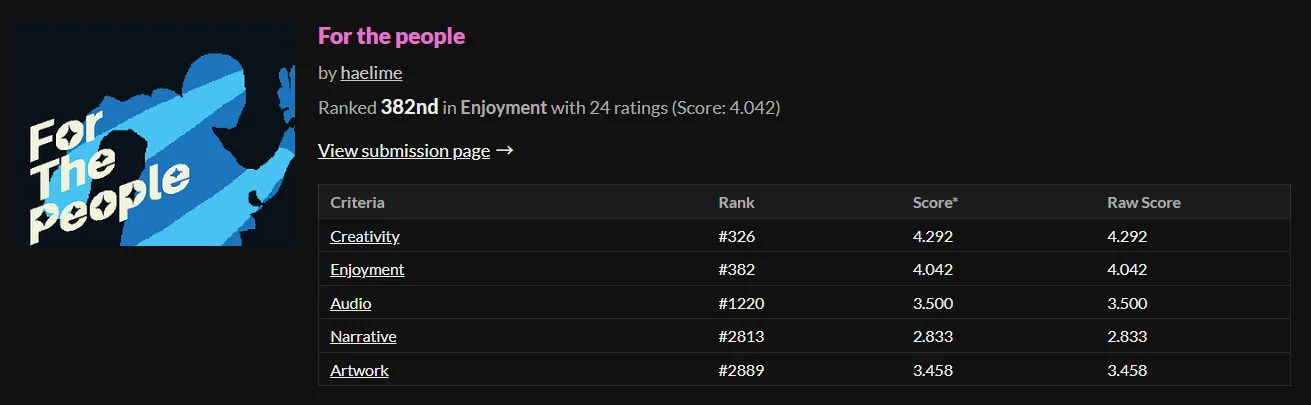 For
The
People
For the people
by haelime
Ranked 382nd in Enjoyment with 24 ratings (Score: 4.042)
View submission page →
Criteria Rank Score* Raw Score
Creativity #326 4.292 4.292
Enjoyment #382 4.042 4.042
Audio #1220 3.500 3.500
Narrative #2813 2.833 2.833
Artwork #2889 3.458 3.458